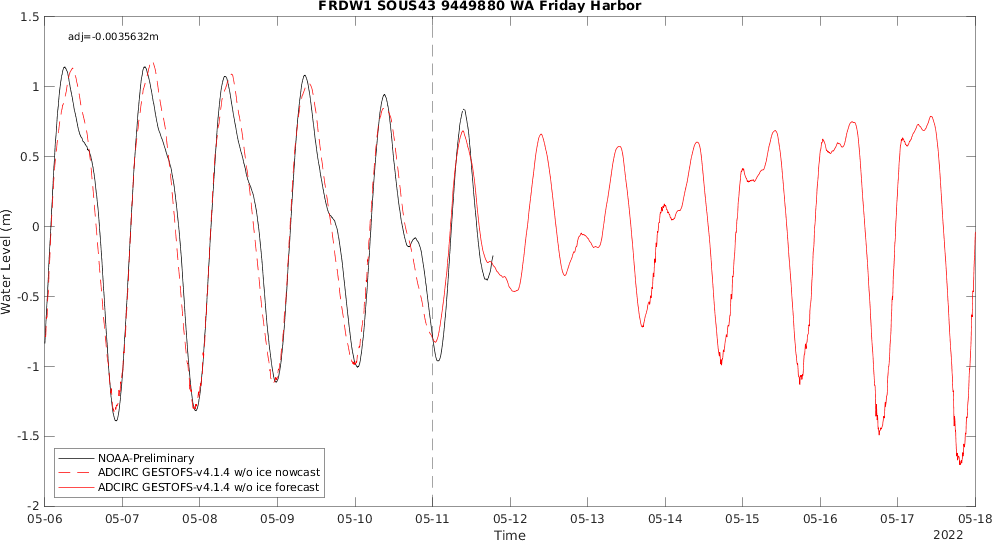 FRDW1 SOUS43 9449880 WA Friday Harbor
adj=-0.0035632m
1.5
1
0.5
0
-0.5
-1
-1.5
-2
Water Level (m)
NOAA-Preliminary
ADCIRC GESTOFS-v4.1.4 w/o ice nowcast
ADCIRC GESTOFS-v4.1.4 w/o ice forecast
05-06 05-07 05-08 05-09 05-10 05-11 05-12 05-13 05-14 05-15 05-16 05-17 05-18
Time
2022